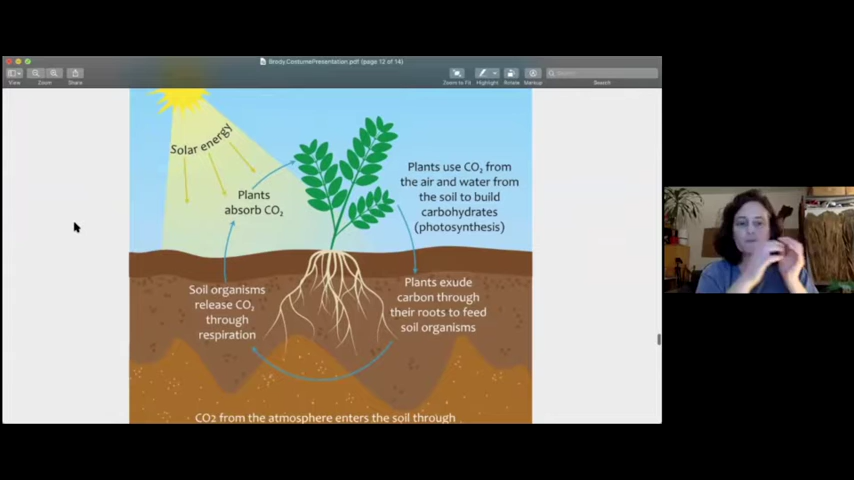 Bredy.CostumePresentation.pdf (page 12 of 14)
View
Zoom
Share
Zoom to Fit
Highlight
Rotate
Markup
Search
Search
Solar energy
Plants
absorb CO₂
Plants use CO₂ from
the air and water from
the soil to build
carbohydrates
(photosynthesis)
Soil organisms
release CO₂
through
respiration
Plants exude
carbon through
their roots to feed
soil organisms
CO2 from the atmosphere enters the soil through